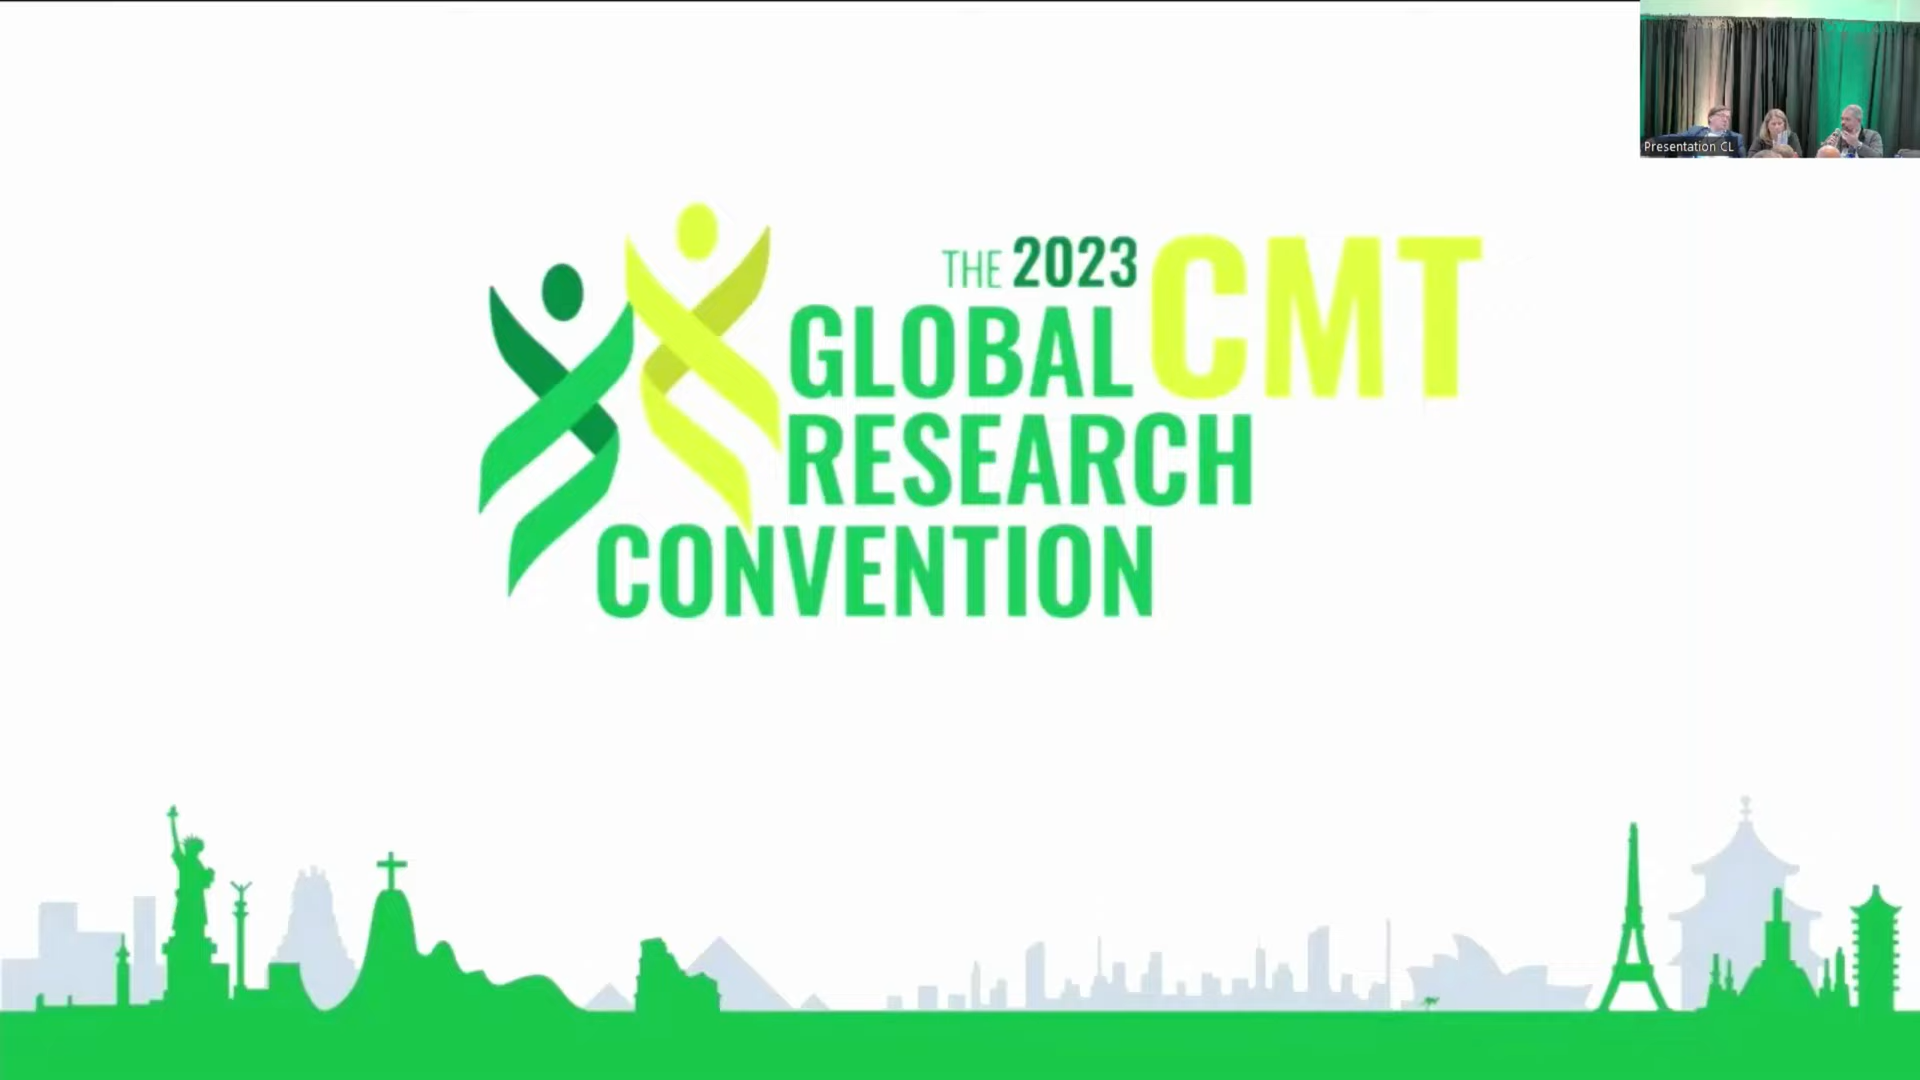 THE 2023 CMT
GLOBAL
RESEARCH
CONVENTION
Presentation CL